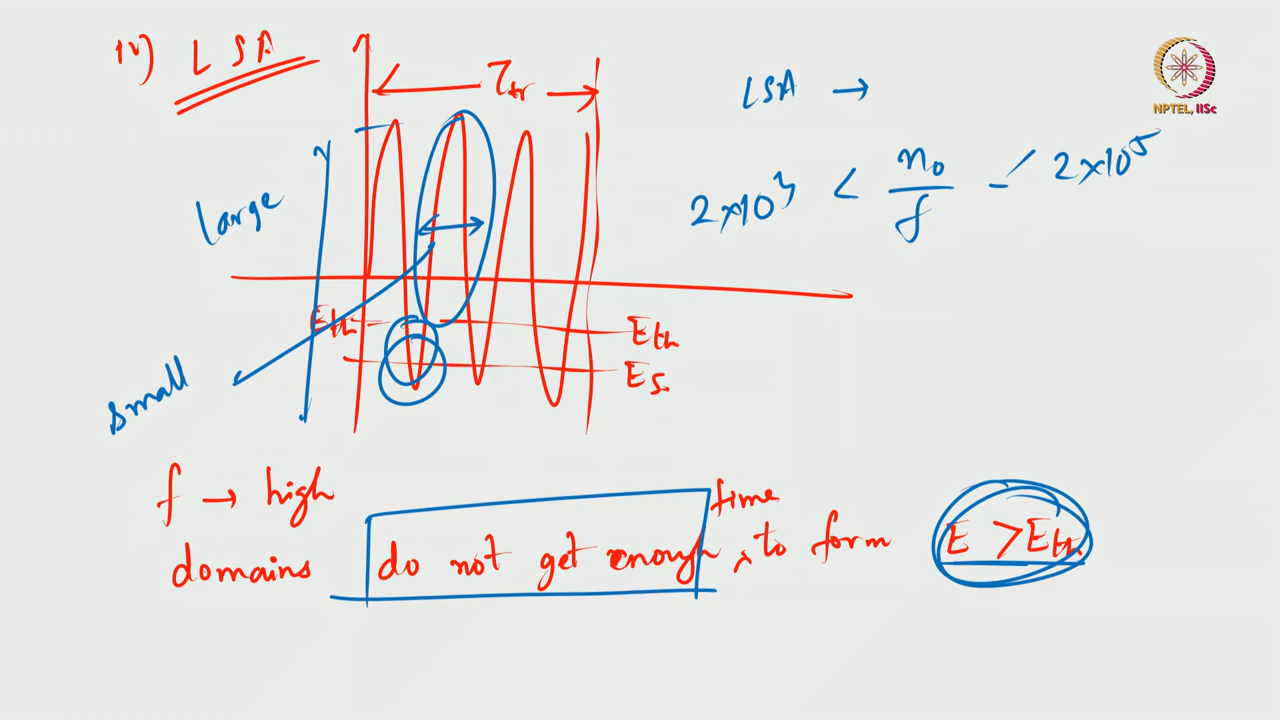 IV) LSA
τtr
LSA →
NPTEL, IISc
2×10³ < n₀/f < 2×10⁵
large
Eth
Eth
Es
small
f → high
time
domains do not get enough ^ to form E > Eth